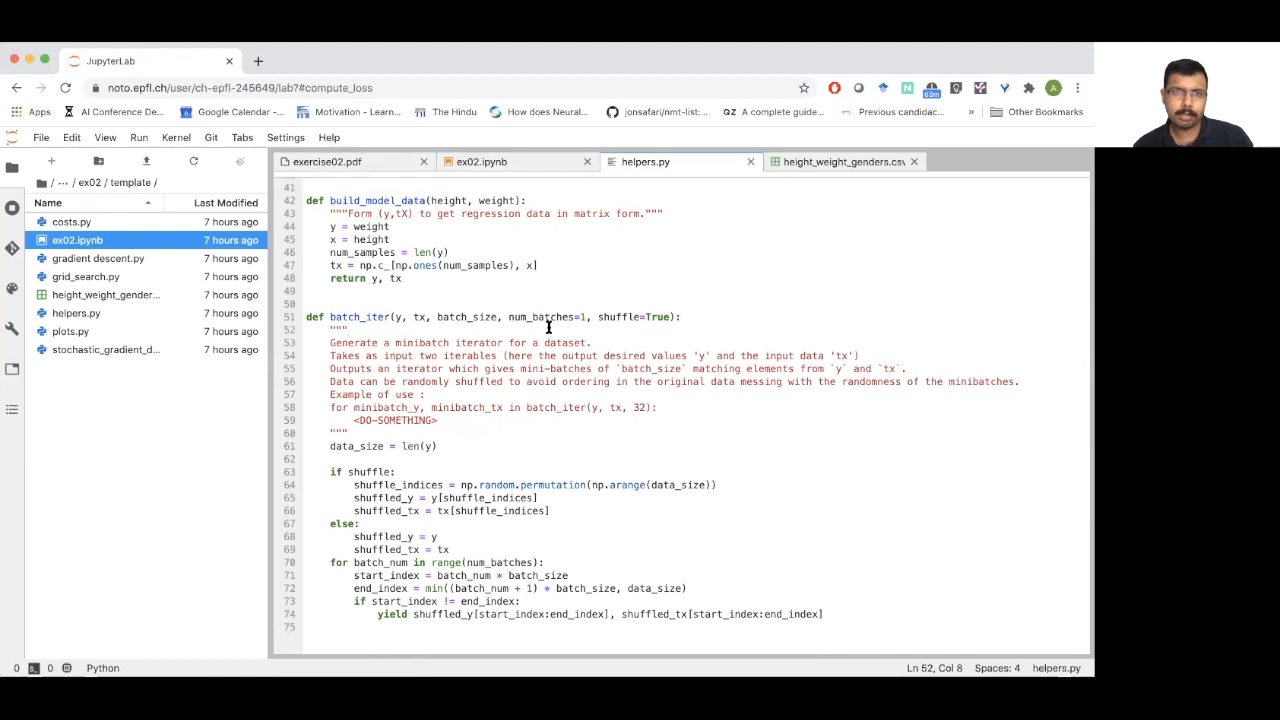 JupyterLab
noto.epfl.ch/user/ch-epfl-245649/lab?#compute_loss
63m
A
Apps
AI Conference De...
Google Calendar -...
Motivation - Learn...
The Hindu
How does Neural...
jonsafari/nmt-list:...
QZ A complete guide...
Previous candidac...
»
Other Bookmarks
File Edit View Run Kernel Git Tabs Settings Help
exercise02.pdf
ex02.ipynb
helpers.py
height_weight_genders.csv
/ ··· / ex02 / template /
Name Last Modified
costs.py 7 hours ago
ex02.ipynb 7 hours ago
gradient descent.py 7 hours ago
grid_search.py 7 hours ago
height_weight_gender... 7 hours ago
helpers.py 7 hours ago
plots.py 7 hours ago
stochastic_gradient_d... 7 hours ago
41
42 def build_model_data(height, weight):
43 """Form (y,tX) to get regression data in matrix form."""
44 y = weight
45 x = height
46 num_samples = len(y)
47 tx = np.c_[np.ones(num_samples), x]
48 return y, tx
49
50
51 def batch_iter(y, tx, batch_size, num_batches=1, shuffle=True):
52 """
53 Generate a minibatch iterator for a dataset.
54 Takes as input two iterables (here the output desired values 'y' and the input data 'tx')
55 Outputs an iterator which gives mini-batches of `batch_size` matching elements from `y` and `tx`.
56 Data can be randomly shuffled to avoid ordering in the original data messing with the randomness of the minibatches.
57 Example of use :
58 for minibatch_y, minibatch_tx in batch_iter(y, tx, 32):
59 <DO-SOMETHING>
60 """
61 data_size = len(y)
62
63 if shuffle:
64 shuffle_indices = np.random.permutation(np.arange(data_size))
65 shuffled_y = y[shuffle_indices]
66 shuffled_tx = tx[shuffle_indices]
67 else:
68 shuffled_y = y
69 shuffled_tx = tx
70 for batch_num in range(num_batches):
71 start_index = batch_num * batch_size
72 end_index = min((batch_num + 1) * batch_size, data_size)
73 if start_index != end_index:
74 yield shuffled_y[start_index:end_index], shuffled_tx[start_index:end_index]
75
0 0 Python
Ln 52, Col 8 Spaces: 4 helpers.py